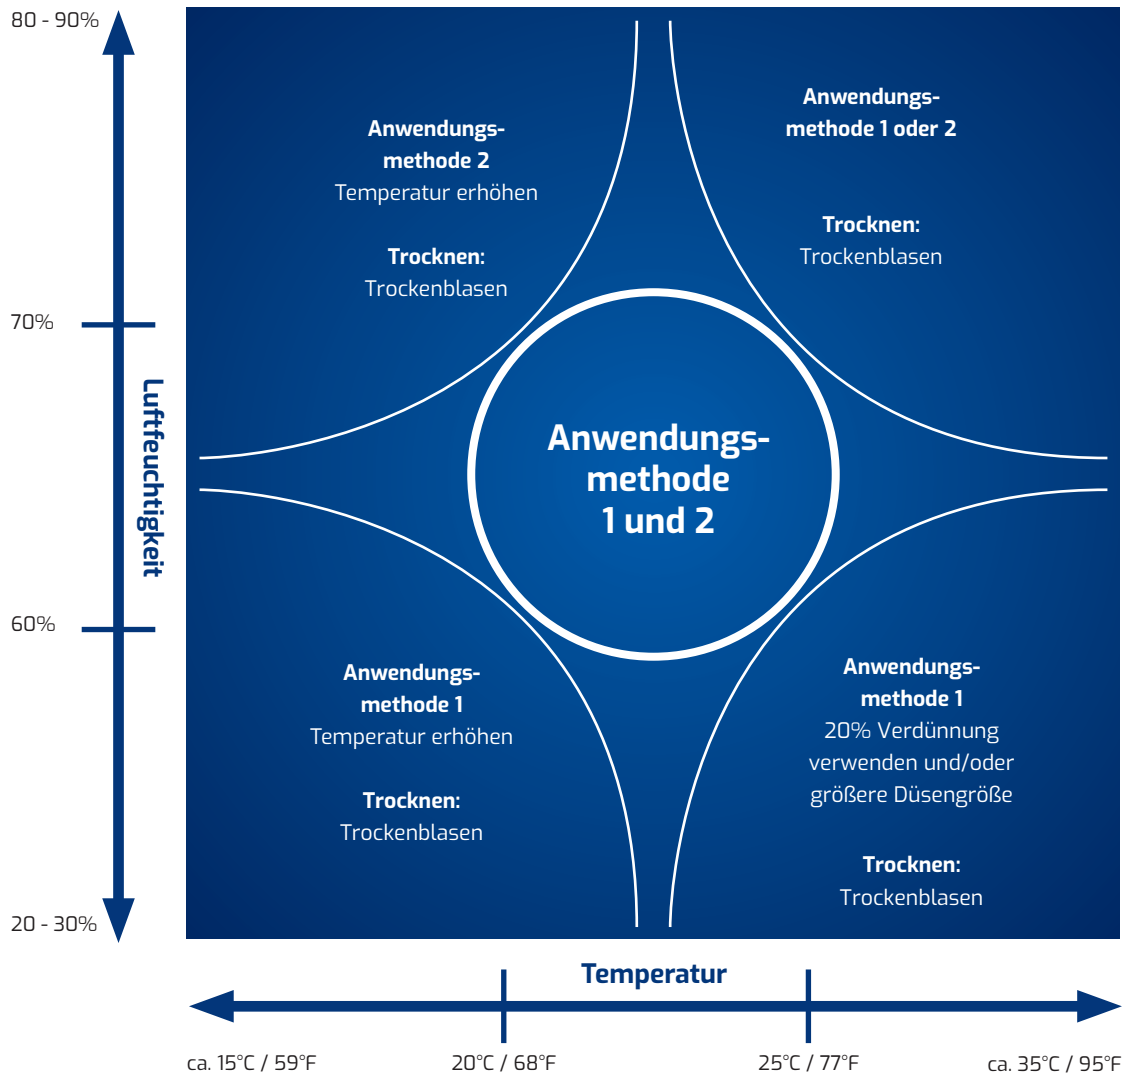 80 - 90%
70%
Luftfeuchtigkeit
60%
20 - 30%
Anwendungs-
methode 2
Temperatur erhöhen
Trocknen:
Trockenblasen
Anwendungs-
methode 1 oder 2
Trocknen:
Trockenblasen
Anwendungs-
methode
1 und 2
Anwendungs-
methode 1
Temperatur erhöhen
Trocknen:
Trockenblasen
Anwendungs-
methode 1
20% Verdünnung
verwenden und/oder
größere Düsengröße
Trocknen:
Trockenblasen
Temperatur
ca. 15°C / 59°F
20°C / 68°F
25°C / 77°F
ca. 35°C / 95°F